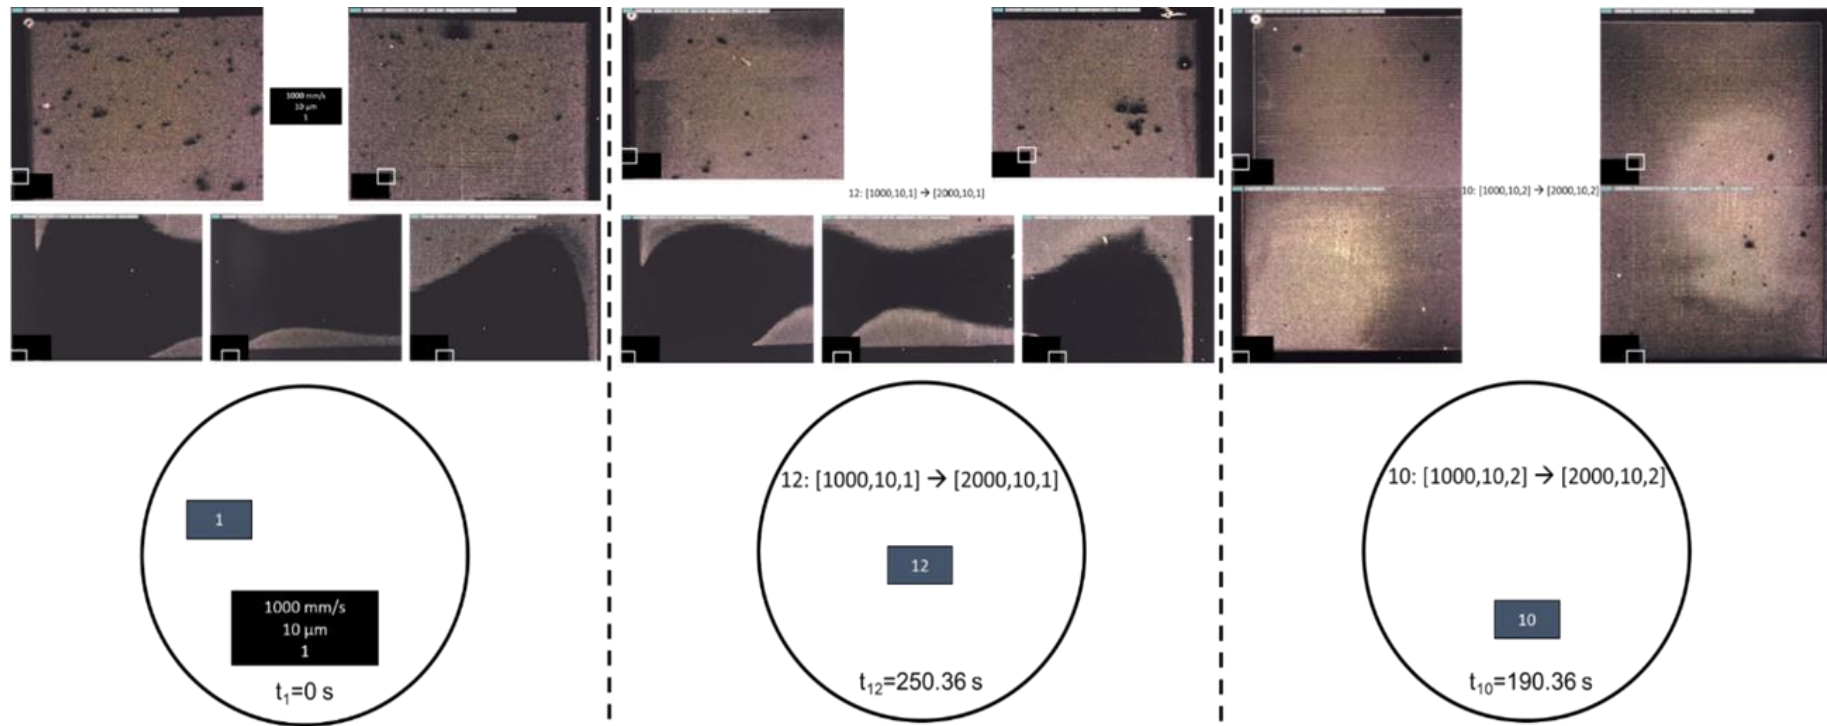 1000 mm/s
10 µm
1
12: [1000,10,1] → [2000,10,1]
10: [1000,10,2] → [2000,10,2]
1
1000 mm/s
10 µm
1
t₁=0 s
12: [1000,10,1] → [2000,10,1]
12
t₁₂=250.36 s
10: [1000,10,2] → [2000,10,2]
10
t₁₀=190.36 s